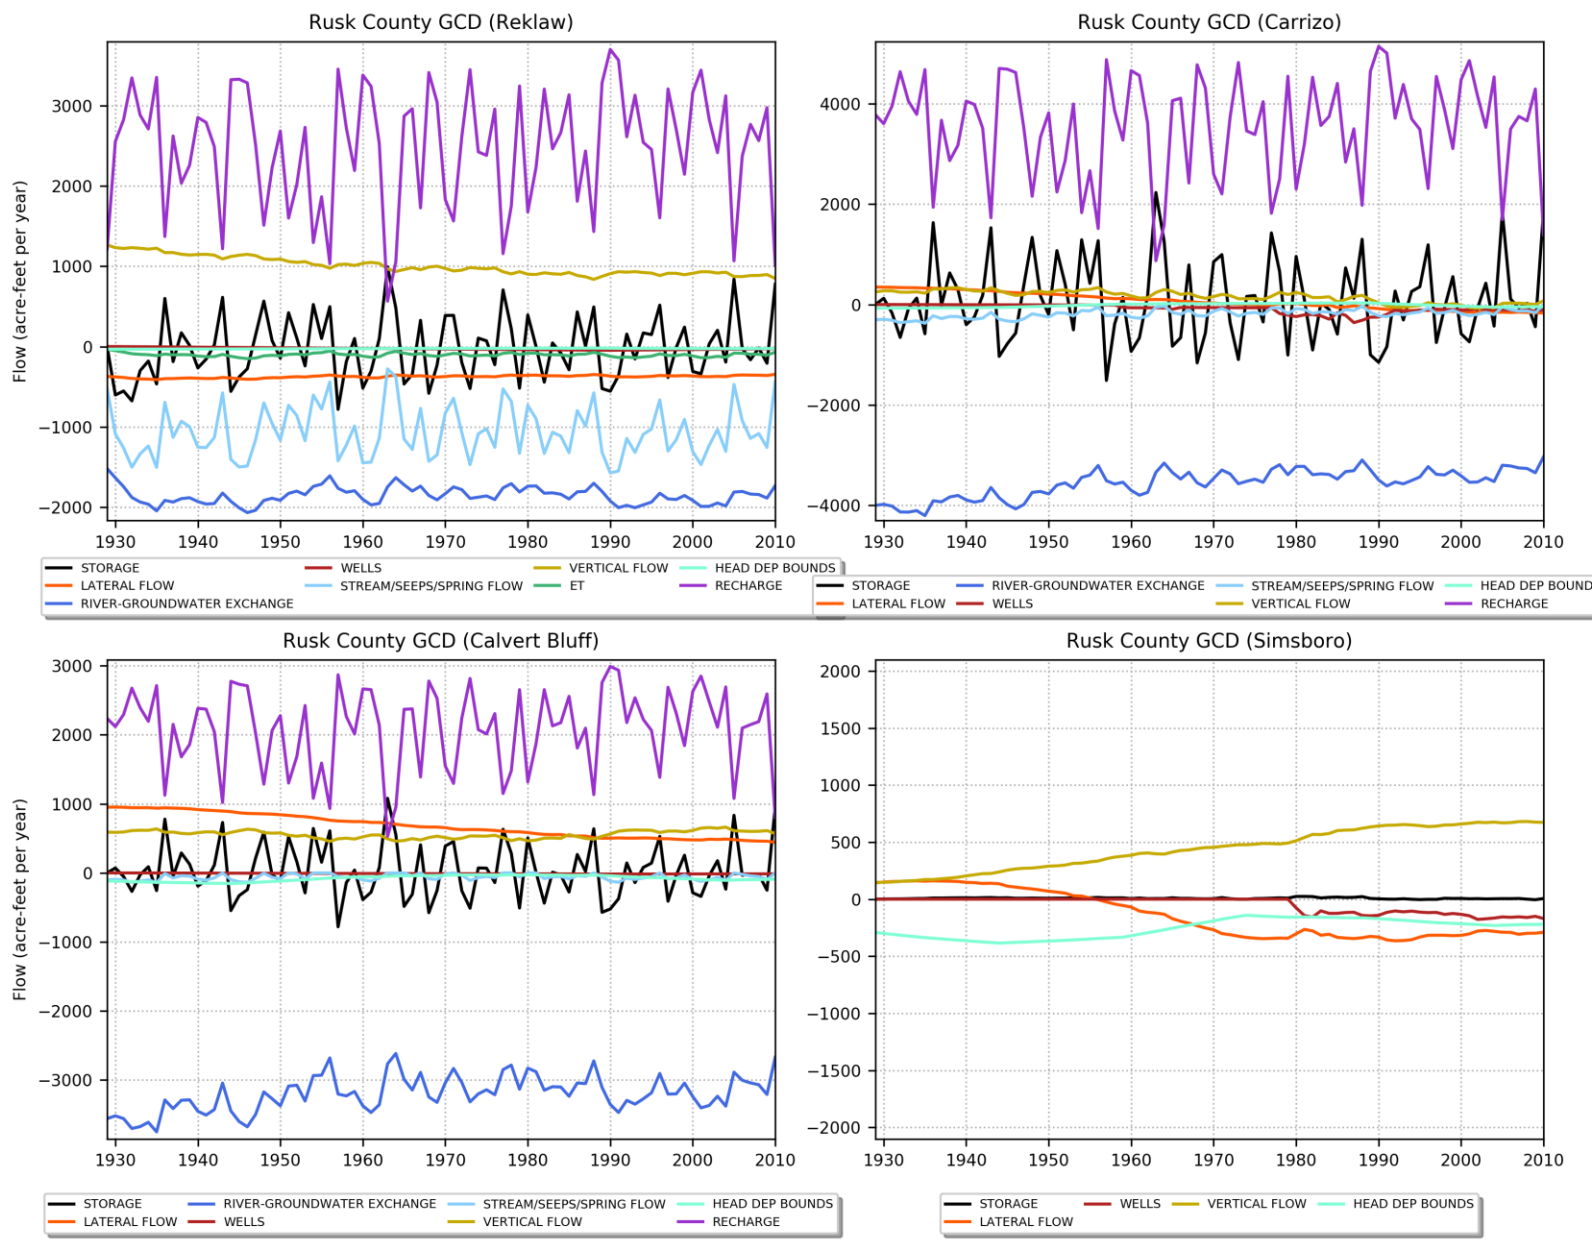 Rusk County GCD (Reklaw)
Flow (acre-feet per year)
3000
2000
1000
0
−1000
−2000
1930 1940 1950 1960 1970 1980 1990 2000 2010
STORAGE WELLS VERTICAL FLOW HEAD DEP BOUNDS
LATERAL FLOW STREAM/SEEPS/SPRING FLOW ET RECHARGE
RIVER-GROUNDWATER EXCHANGE
Rusk County GCD (Carrizo)
4000
2000
0
−2000
−4000
1930 1940 1950 1960 1970 1980 1990 2000 2010
STORAGE RIVER-GROUNDWATER EXCHANGE STREAM/SEEPS/SPRING FLOW HEAD DEP BOUND
LATERAL FLOW WELLS VERTICAL FLOW RECHARGE
Rusk County GCD (Calvert Bluff)
Flow (acre-feet per year)
3000
2000
1000
0
−1000
−2000
−3000
1930 1940 1950 1960 1970 1980 1990 2000 2010
STORAGE RIVER-GROUNDWATER EXCHANGE STREAM/SEEPS/SPRING FLOW HEAD DEP BOUNDS
LATERAL FLOW WELLS VERTICAL FLOW RECHARGE
Rusk County GCD (Simsboro)
2000
1500
1000
500
0
−500
−1000
−1500
−2000
1930 1940 1950 1960 1970 1980 1990 2000 2010
STORAGE WELLS VERTICAL FLOW HEAD DEP BOUNDS
LATERAL FLOW